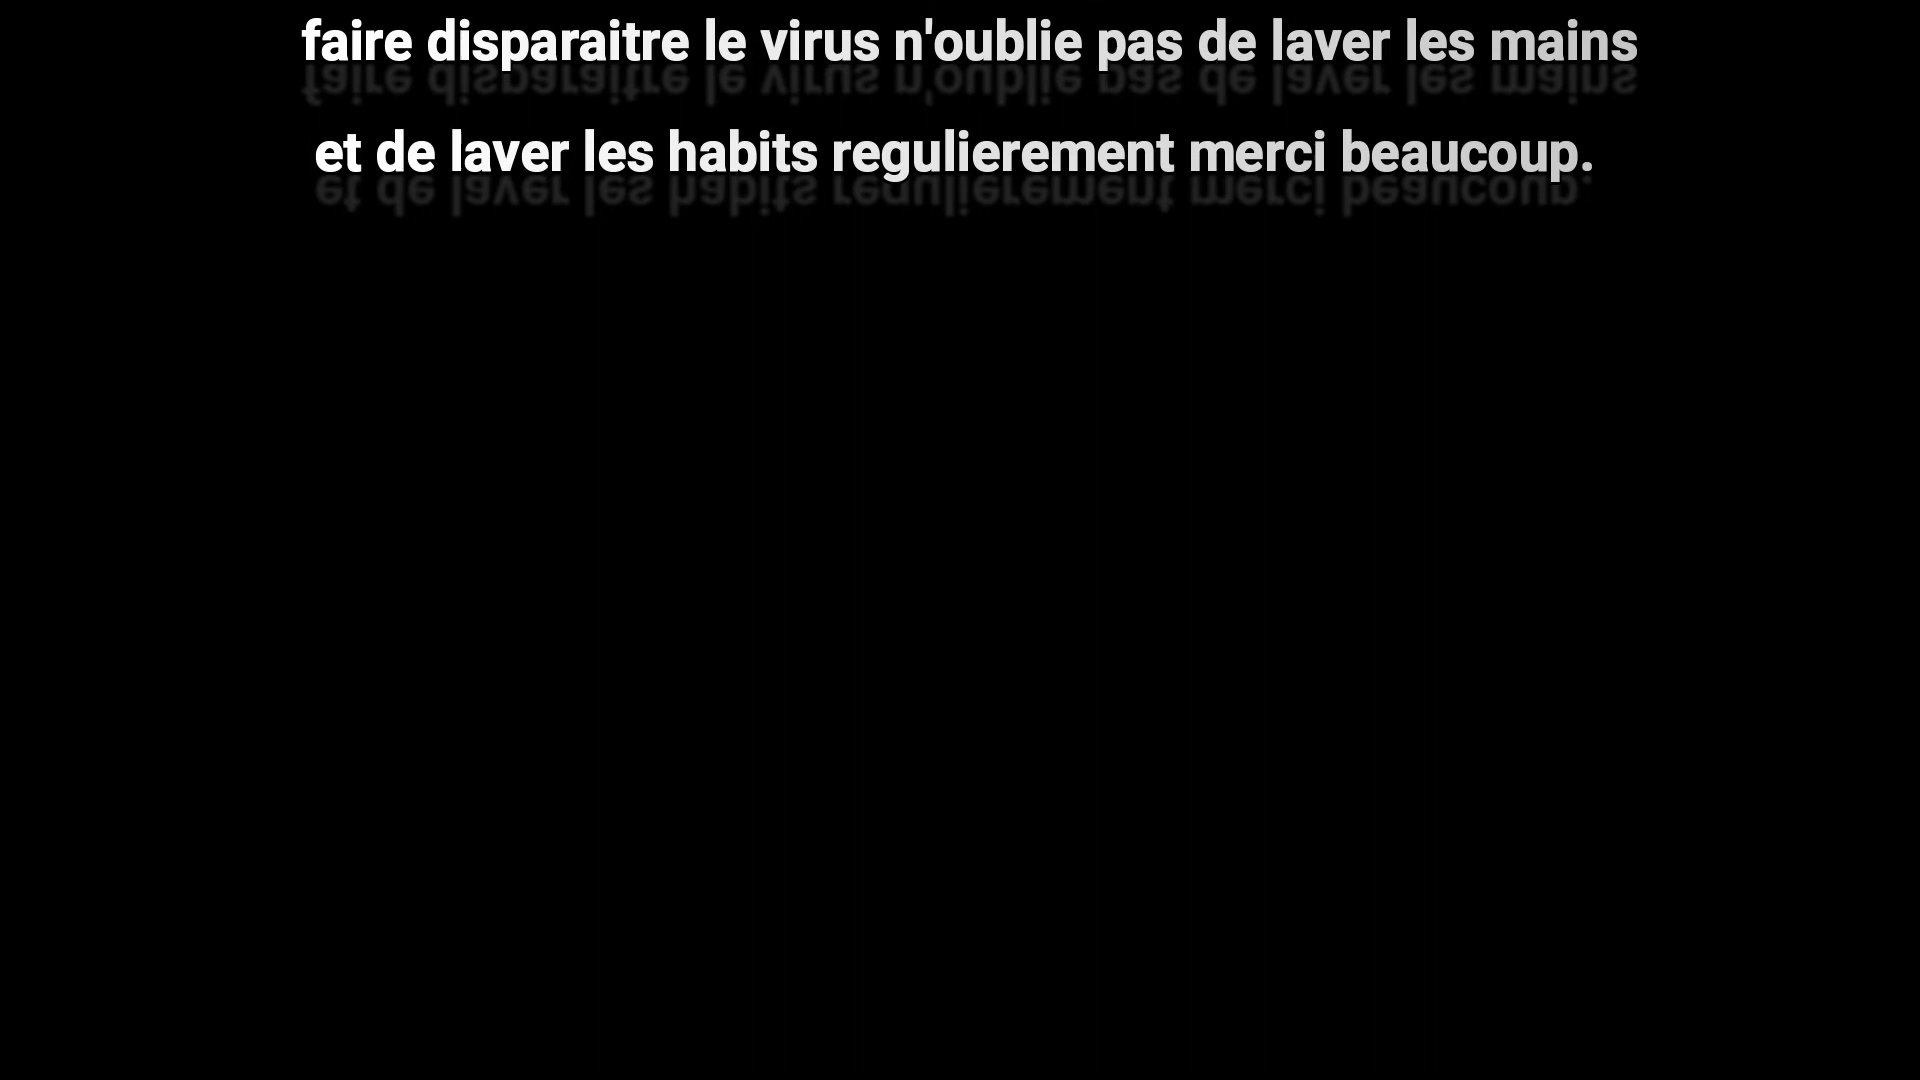 faire disparaitre le virus n'oublie pas de laver les mains
et de laver les habits regulierement merci beaucoup.